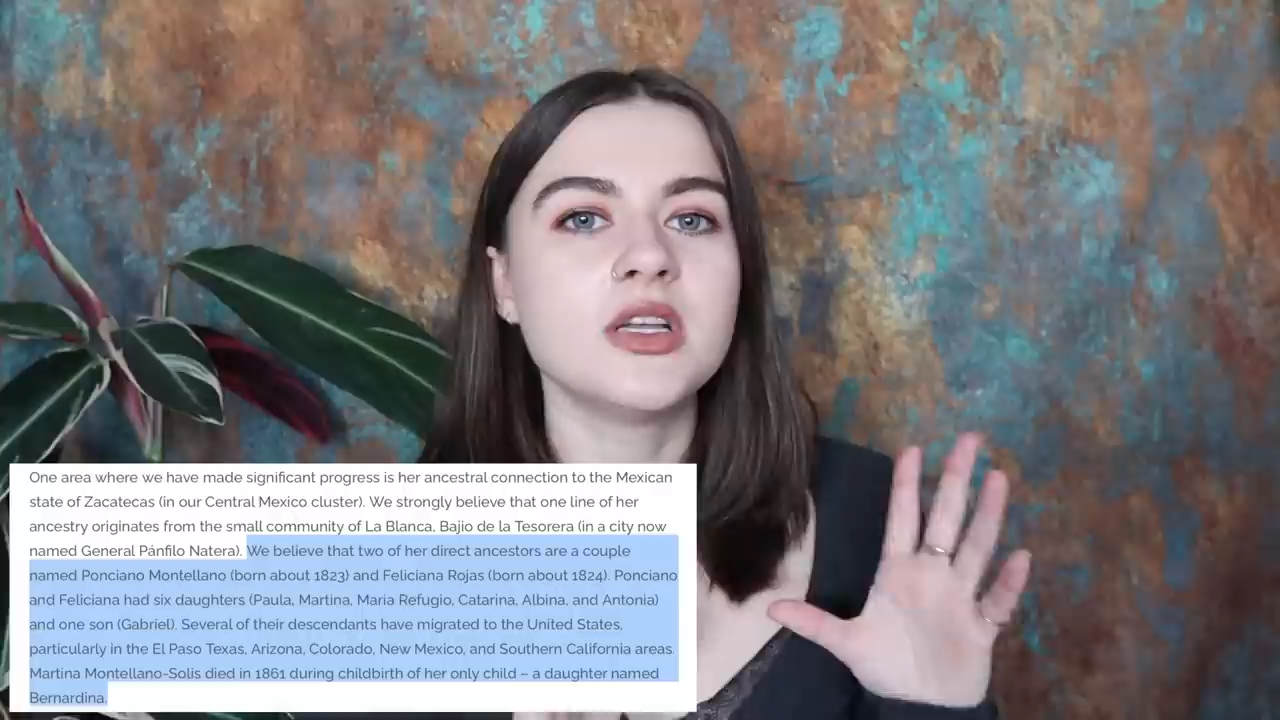 One area where we have made significant progress is her ancestral connection to the Mexican
state of Zacatecas (in our Central Mexico cluster). We strongly believe that one line of her
ancestry originates from the small community of La Blanca, Bajio de la Tesorera (in a city now
named General Pánfilo Natera). We believe that two of her direct ancestors are a couple
named Ponciano Montellano (born about 1823) and Feliciana Rojas (born about 1824). Ponciano
and Feliciana had six daughters (Paula, Martina, Maria Refugio, Catarina, Albina, and Antonia)
and one son (Gabriel). Several of their descendants have migrated to the United States,
particularly in the El Paso Texas, Arizona, Colorado, New Mexico, and Southern California areas.
Martina Montellano-Solis died in 1861 during childbirth of her only child – a daughter named
Bernardina.